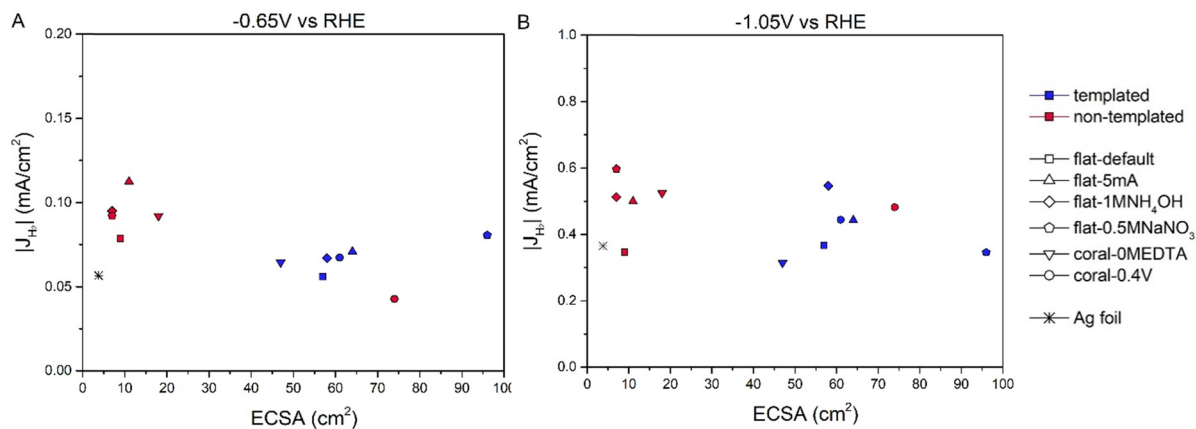 A
-0.65V vs RHE
0.20
0.15
0.10
0.05
0.00
|J_H₂| (mA/cm²)
0 10 20 30 40 50 60 70 80 90 100
ECSA (cm²)
B
-1.05V vs RHE
1.0
0.8
0.6
0.4
0.2
0.0
|J_H₂| (mA/cm²)
0 10 20 30 40 50 60 70 80 90 100
ECSA (cm²)
templated
non-templated
flat-default
flat-5mA
flat-1MNH₄OH
flat-0.5MNaNO₃
coral-0MEDTA
coral-0.4V
Ag foil